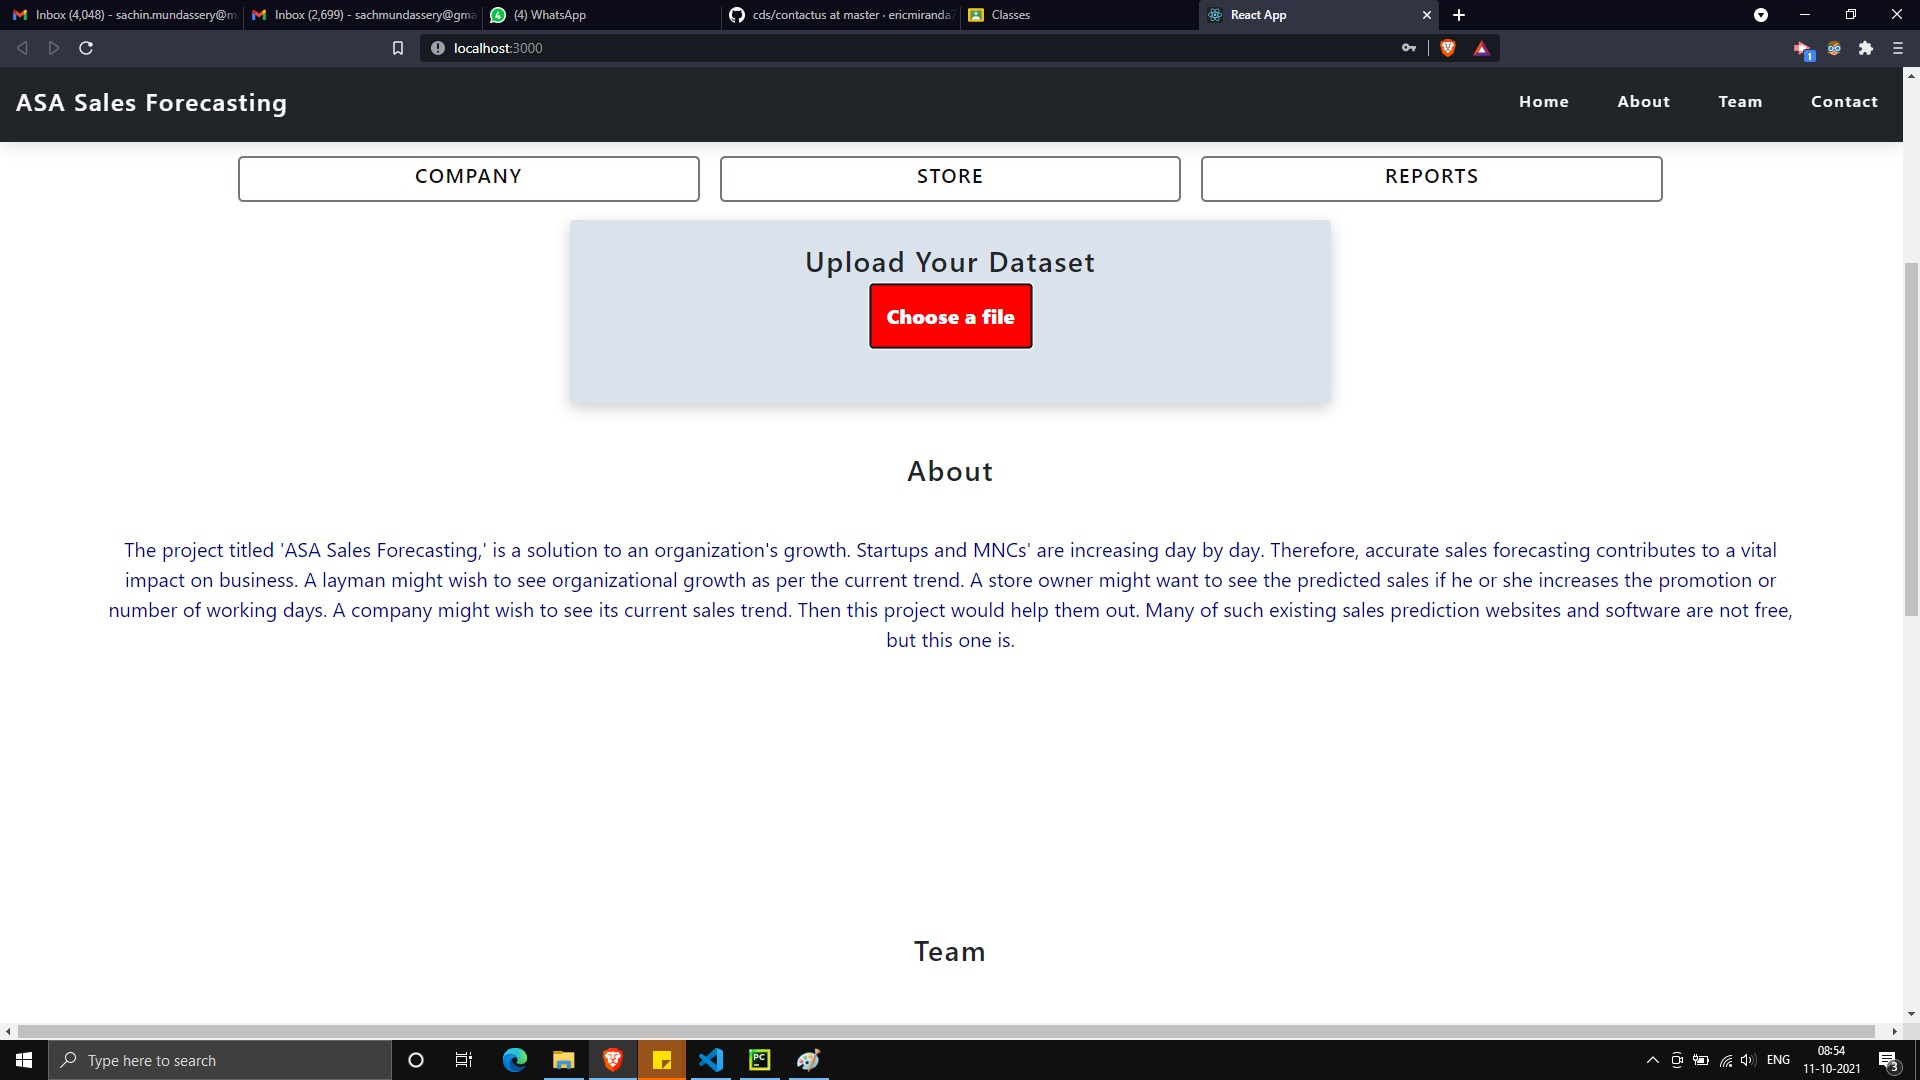 Inbox (4,048) - sachin.mundassery@m
Inbox (2,699) - sachmundassery@gma
(4) WhatsApp
cds/contactus at master · ericmiranda7
Classes
React App
localhost:3000
1
ASA Sales Forecasting
Home
About
Team
Contact
COMPANY
STORE
REPORTS
Upload Your Dataset
Choose a file
About
The project titled 'ASA Sales Forecasting,' is a solution to an organization's growth. Startups and MNCs' are increasing day by day. Therefore, accurate sales forecasting contributes to a vital
impact on business. A layman might wish to see organizational growth as per the current trend. A store owner might want to see the predicted sales if he or she increases the promotion or
number of working days. A company might wish to see its current sales trend. Then this project would help them out. Many of such existing sales prediction websites and software are not free,
but this one is.
Team
Type here to search
PC
ENG
08:54
11-10-2021
3